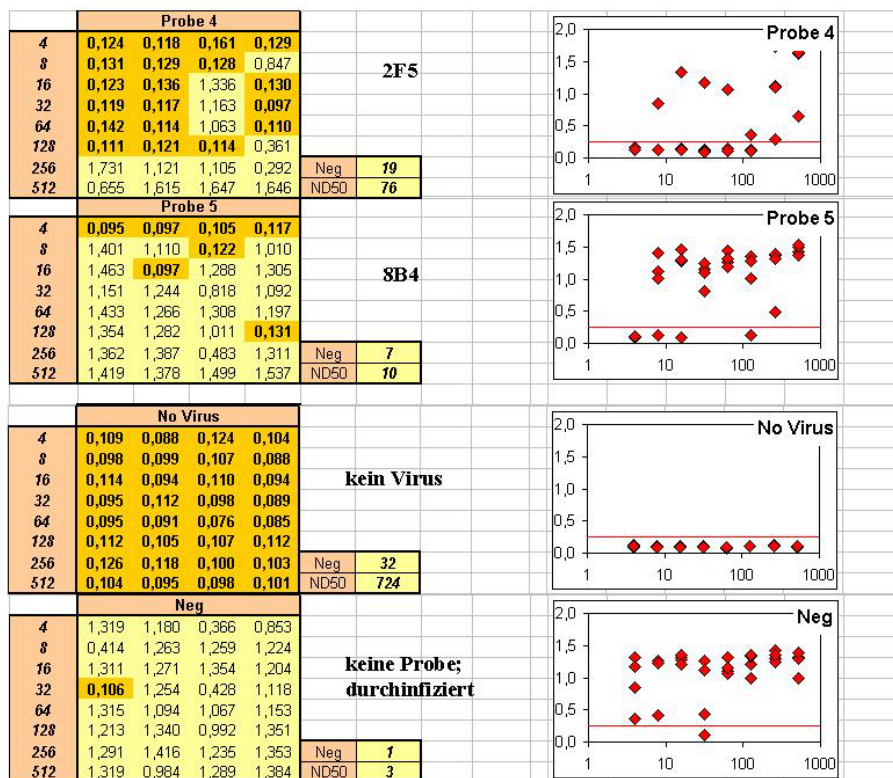 Probe 4
4 0,124 0,118 0,161 0,129
8 0,131 0,129 0,128 0,847
16 0,123 0,136 1,336 0,130
32 0,119 0,117 1,163 0,097
64 0,142 0,114 1,063 0,110
128 0,111 0,121 0,114 0,361
256 1,731 1,121 1,105 0,292 Neg 19
512 0,655 1,615 1,647 1,646 ND50 76
2F5
Probe 4
2,0
1,5
1,0
0,5
0,0
1 10 100 1000
Probe 5
4 0,095 0,097 0,105 0,117
8 1,401 1,110 0,122 1,010
16 1,463 0,097 1,288 1,305
32 1,151 1,244 0,818 1,092
64 1,433 1,266 1,308 1,197
128 1,354 1,282 1,011 0,131
256 1,362 1,387 0,483 1,311 Neg 7
512 1,419 1,378 1,499 1,537 ND50 10
8B4
Probe 5
2,0
1,5
1,0
0,5
0,0
1 10 100 1000
No Virus
4 0,109 0,088 0,124 0,104
8 0,098 0,099 0,107 0,088
16 0,114 0,094 0,110 0,094
32 0,095 0,112 0,098 0,089
64 0,095 0,091 0,076 0,085
128 0,112 0,105 0,107 0,112
256 0,126 0,118 0,100 0,103 Neg 32
512 0,104 0,095 0,098 0,101 ND50 724
kein Virus
No Virus
2,0
1,5
1,0
0,5
0,0
1 10 100 1000
Neg
4 1,319 1,180 0,366 0,853
8 0,414 1,263 1,259 1,224
16 1,311 1,271 1,354 1,204
32 0,106 1,254 0,428 1,118
64 1,315 1,094 1,067 1,153
128 1,213 1,340 0,992 1,351
256 1,291 1,416 1,235 1,353 Neg 1
512 1,319 0,984 1,289 1,384 ND50 3
keine Probe;
durchinfiziert
Neg
2,0
1,5
1,0
0,5
0,0
1 10 100 1000